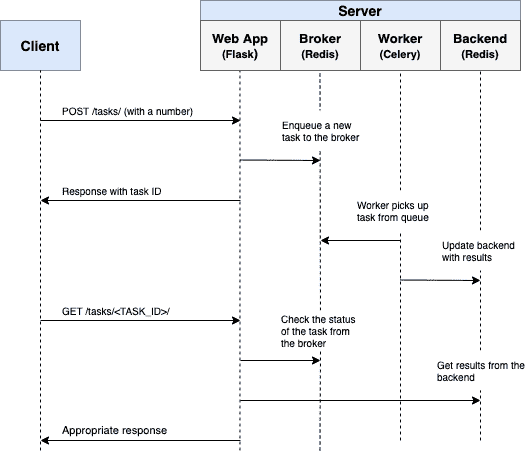 Server
Client
Web App
(Flask)
Broker
(Redis)
Worker
(Celery)
Backend
(Redis)
POST /tasks/ (with a number)
Enqueue a new
task to the broker
Response with task ID
Worker picks up
task from queue
Update backend
with results
GET /tasks/<TASK_ID>/
Check the status
of the task from
the broker
Get results from the
backend
Appropriate response